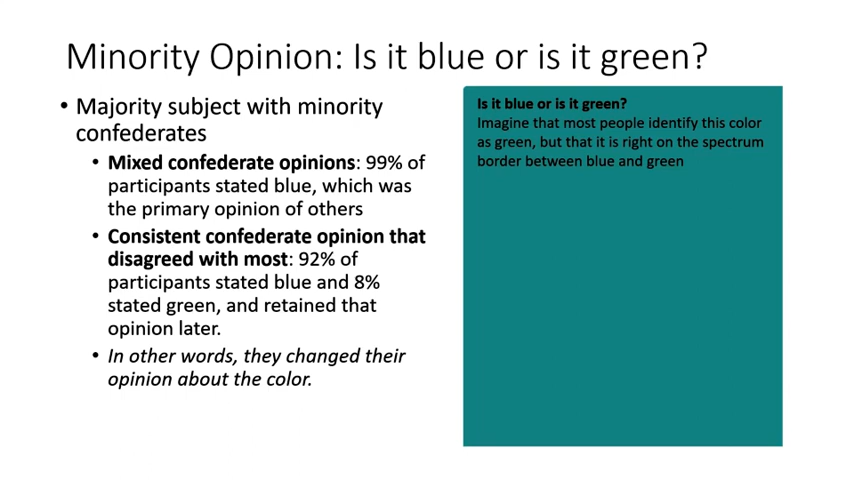 Minority Opinion: Is it blue or is it green?
• Majority subject with minority
confederates
• Mixed confederate opinions: 99% of
participants stated blue, which was
the primary opinion of others
• Consistent confederate opinion that
disagreed with most: 92% of
participants stated blue and 8%
stated green, and retained that
opinion later.
• In other words, they changed their
opinion about the color.
Is it blue or is it green?
Imagine that most people identify this color
as green, but that it is right on the spectrum
border between blue and green